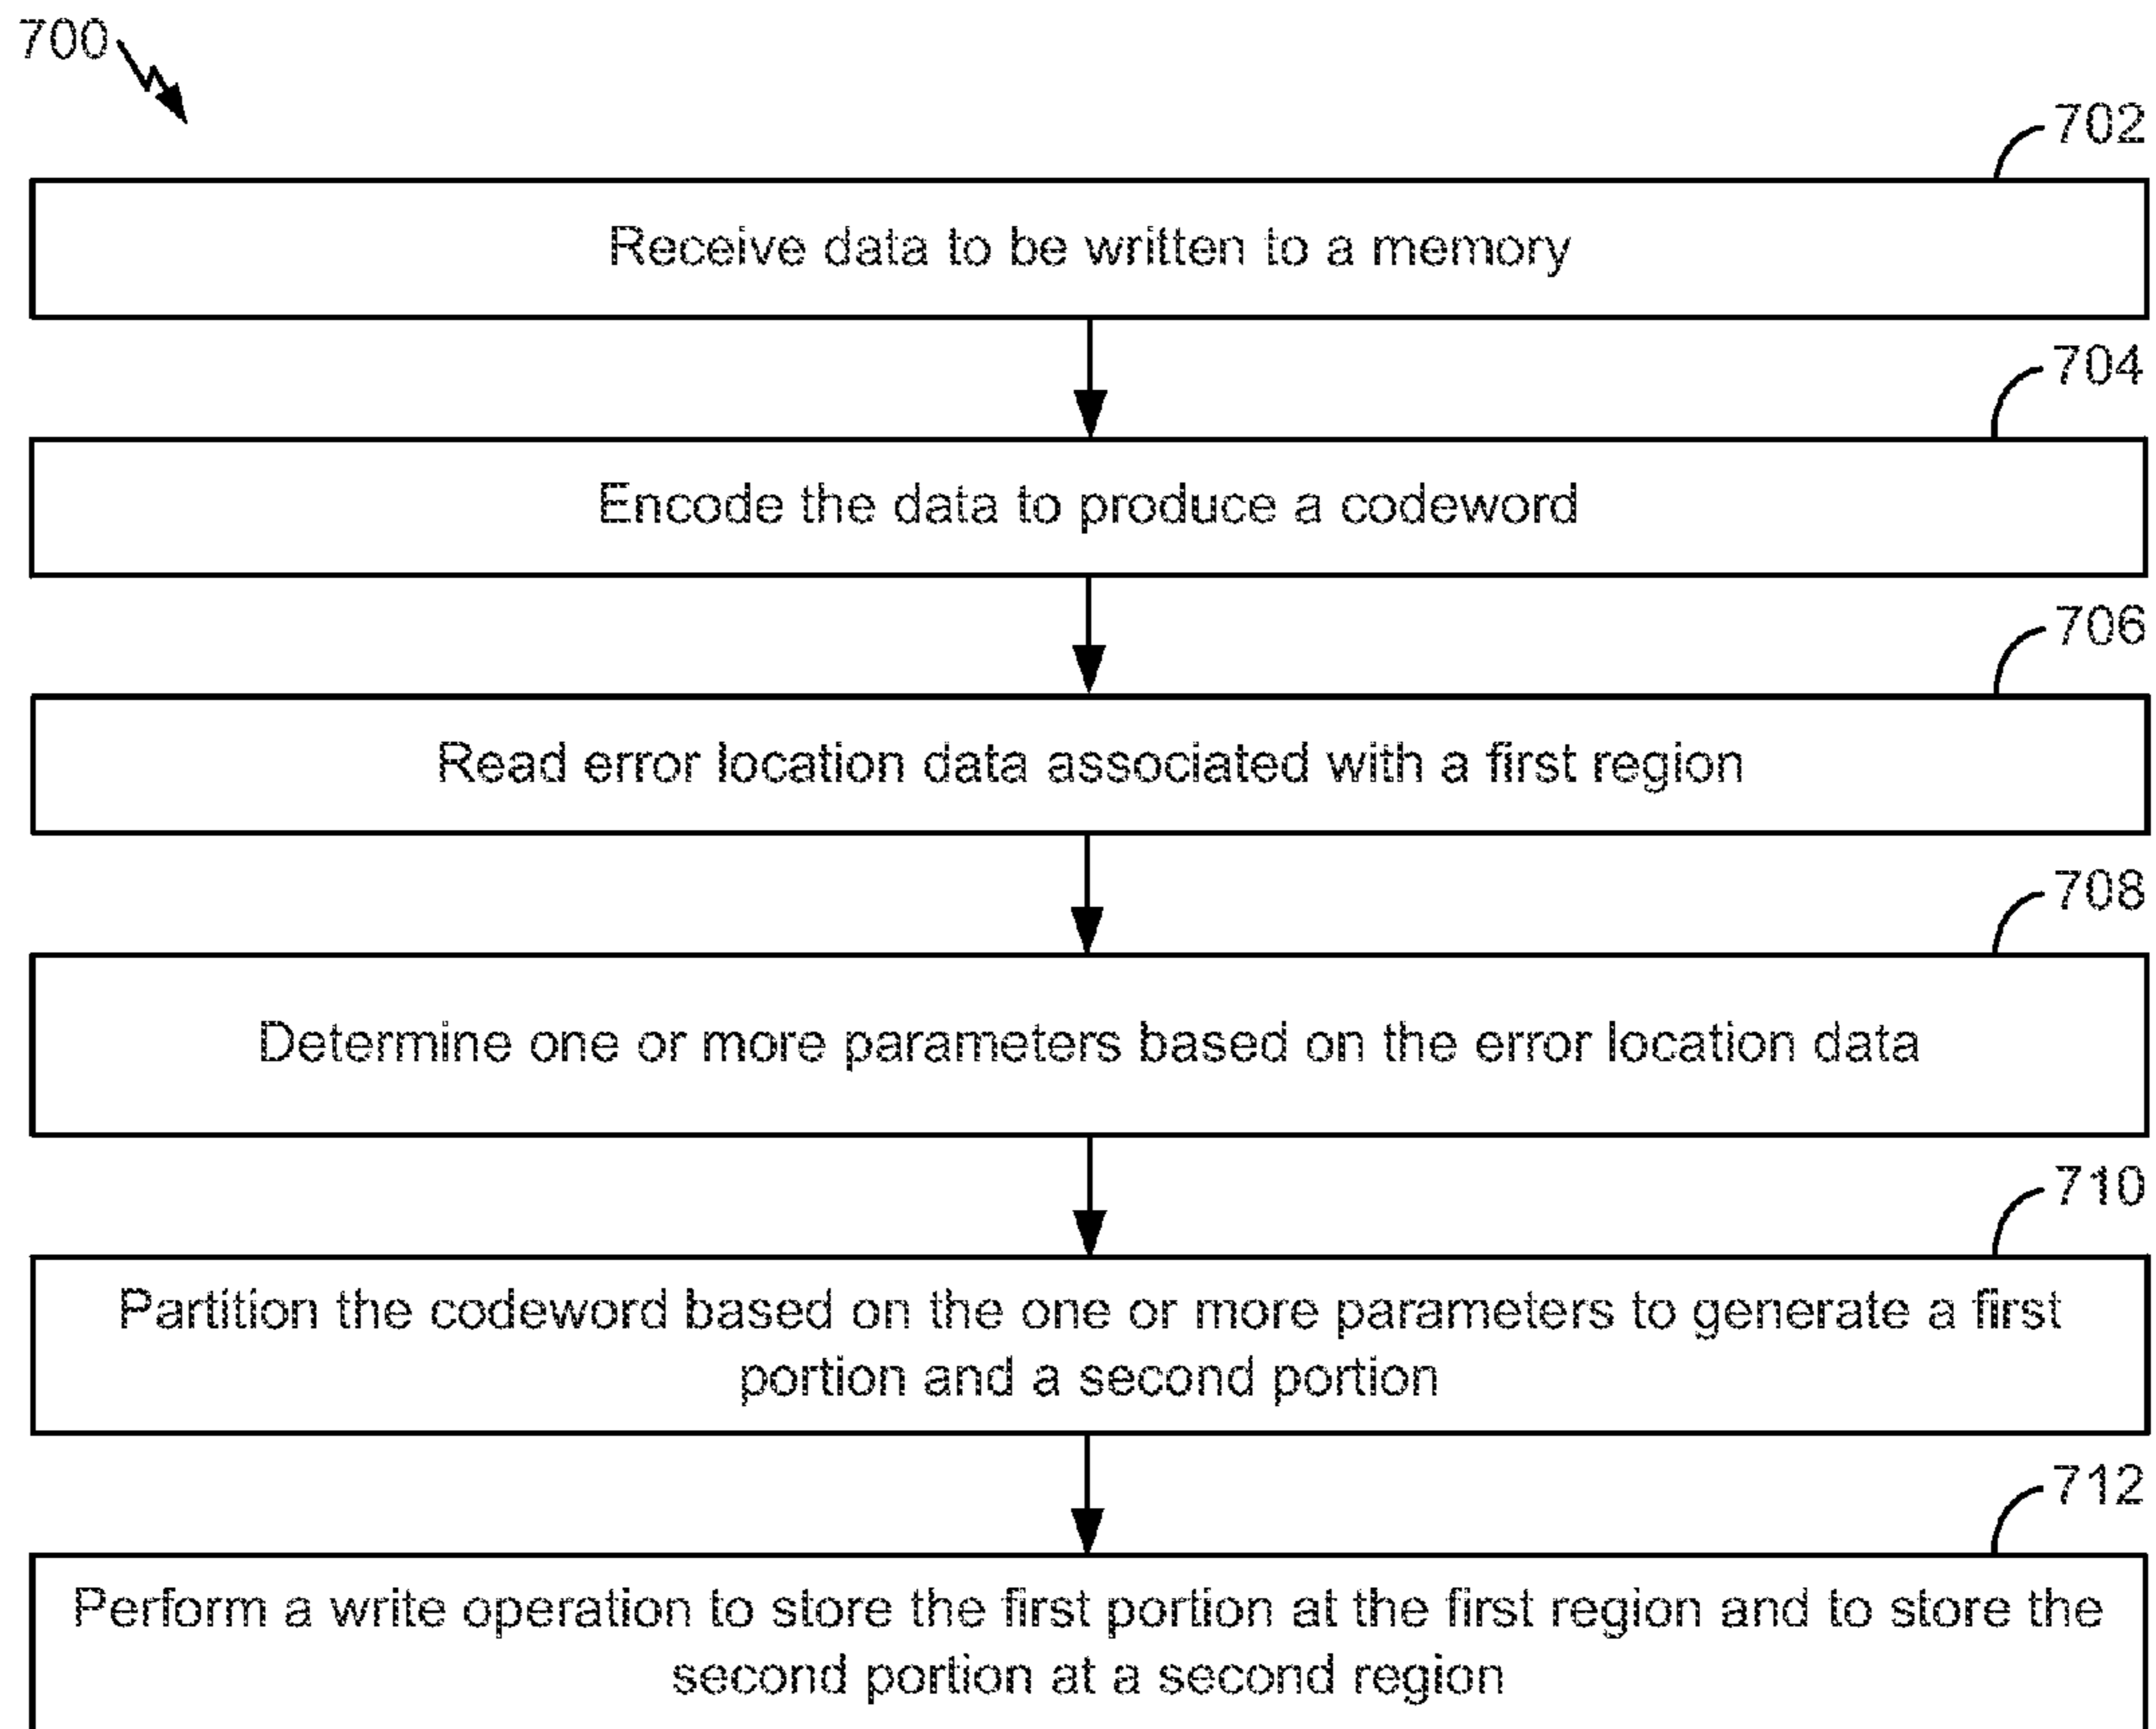 700
702
Receive data to be written to a memory
704
Encode the data to produce a codeword
706
Read error location data associated with a first region
708
Determine one or more parameters based on the error location data
710
Partition the codeword based on the one or more parameters to generate a first
portion and a second portion
712
Perform a write operation to store the first portion at the first region and to store the
second portion at a second region